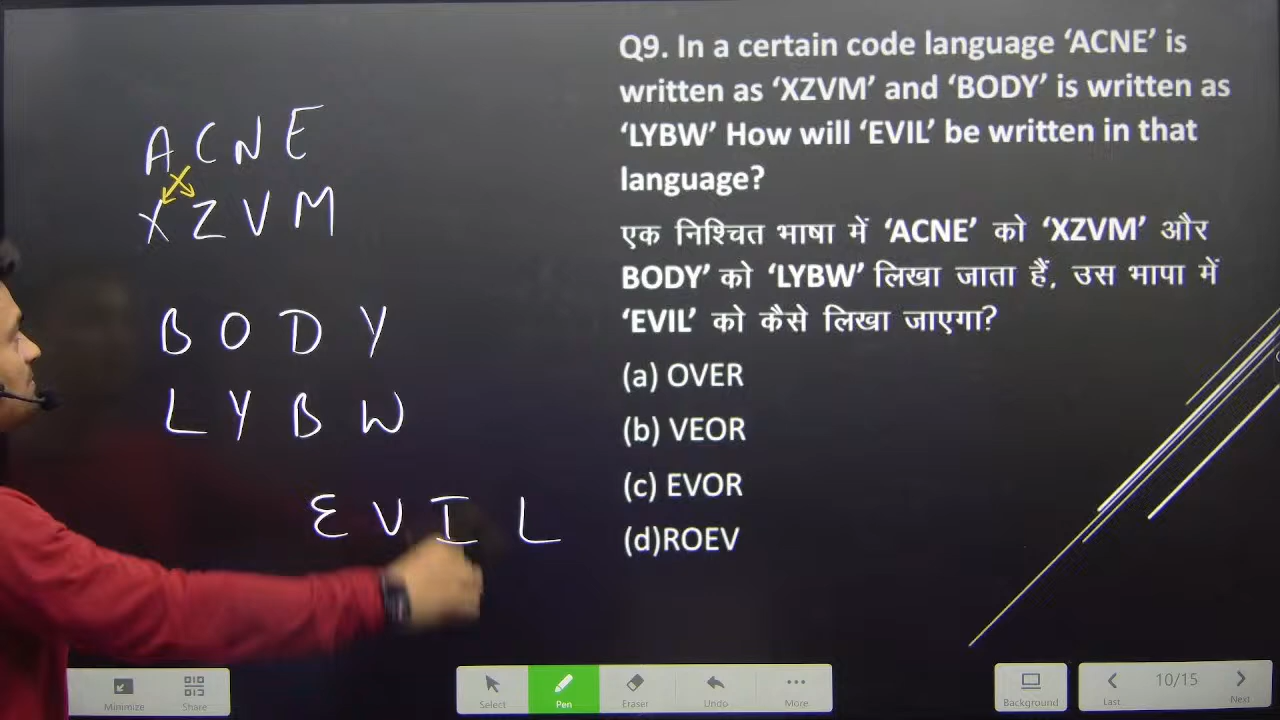 Q9. In a certain code language ‘ACNE’ is
written as ‘XZVM’ and ‘BODY’ is written as
‘LYBW’ How will ‘EVIL’ be written in that
language?
एक निश्चित भाषा में ‘ACNE’ को ‘XZVM’ और
BODY’ को ‘LYBW’ लिखा जाता हैं, उस भापा में
‘EVIL’ को कैसे लिखा जाएगा?
(a) OVER
(b) VEOR
(c) EVOR
(d)ROEV
A C N E
X Z V M
B O D Y
L Y B W
E V I L
Minimize
Share
Select
Pen
Eraser
Undo
More
Background
Last
10/15
Next